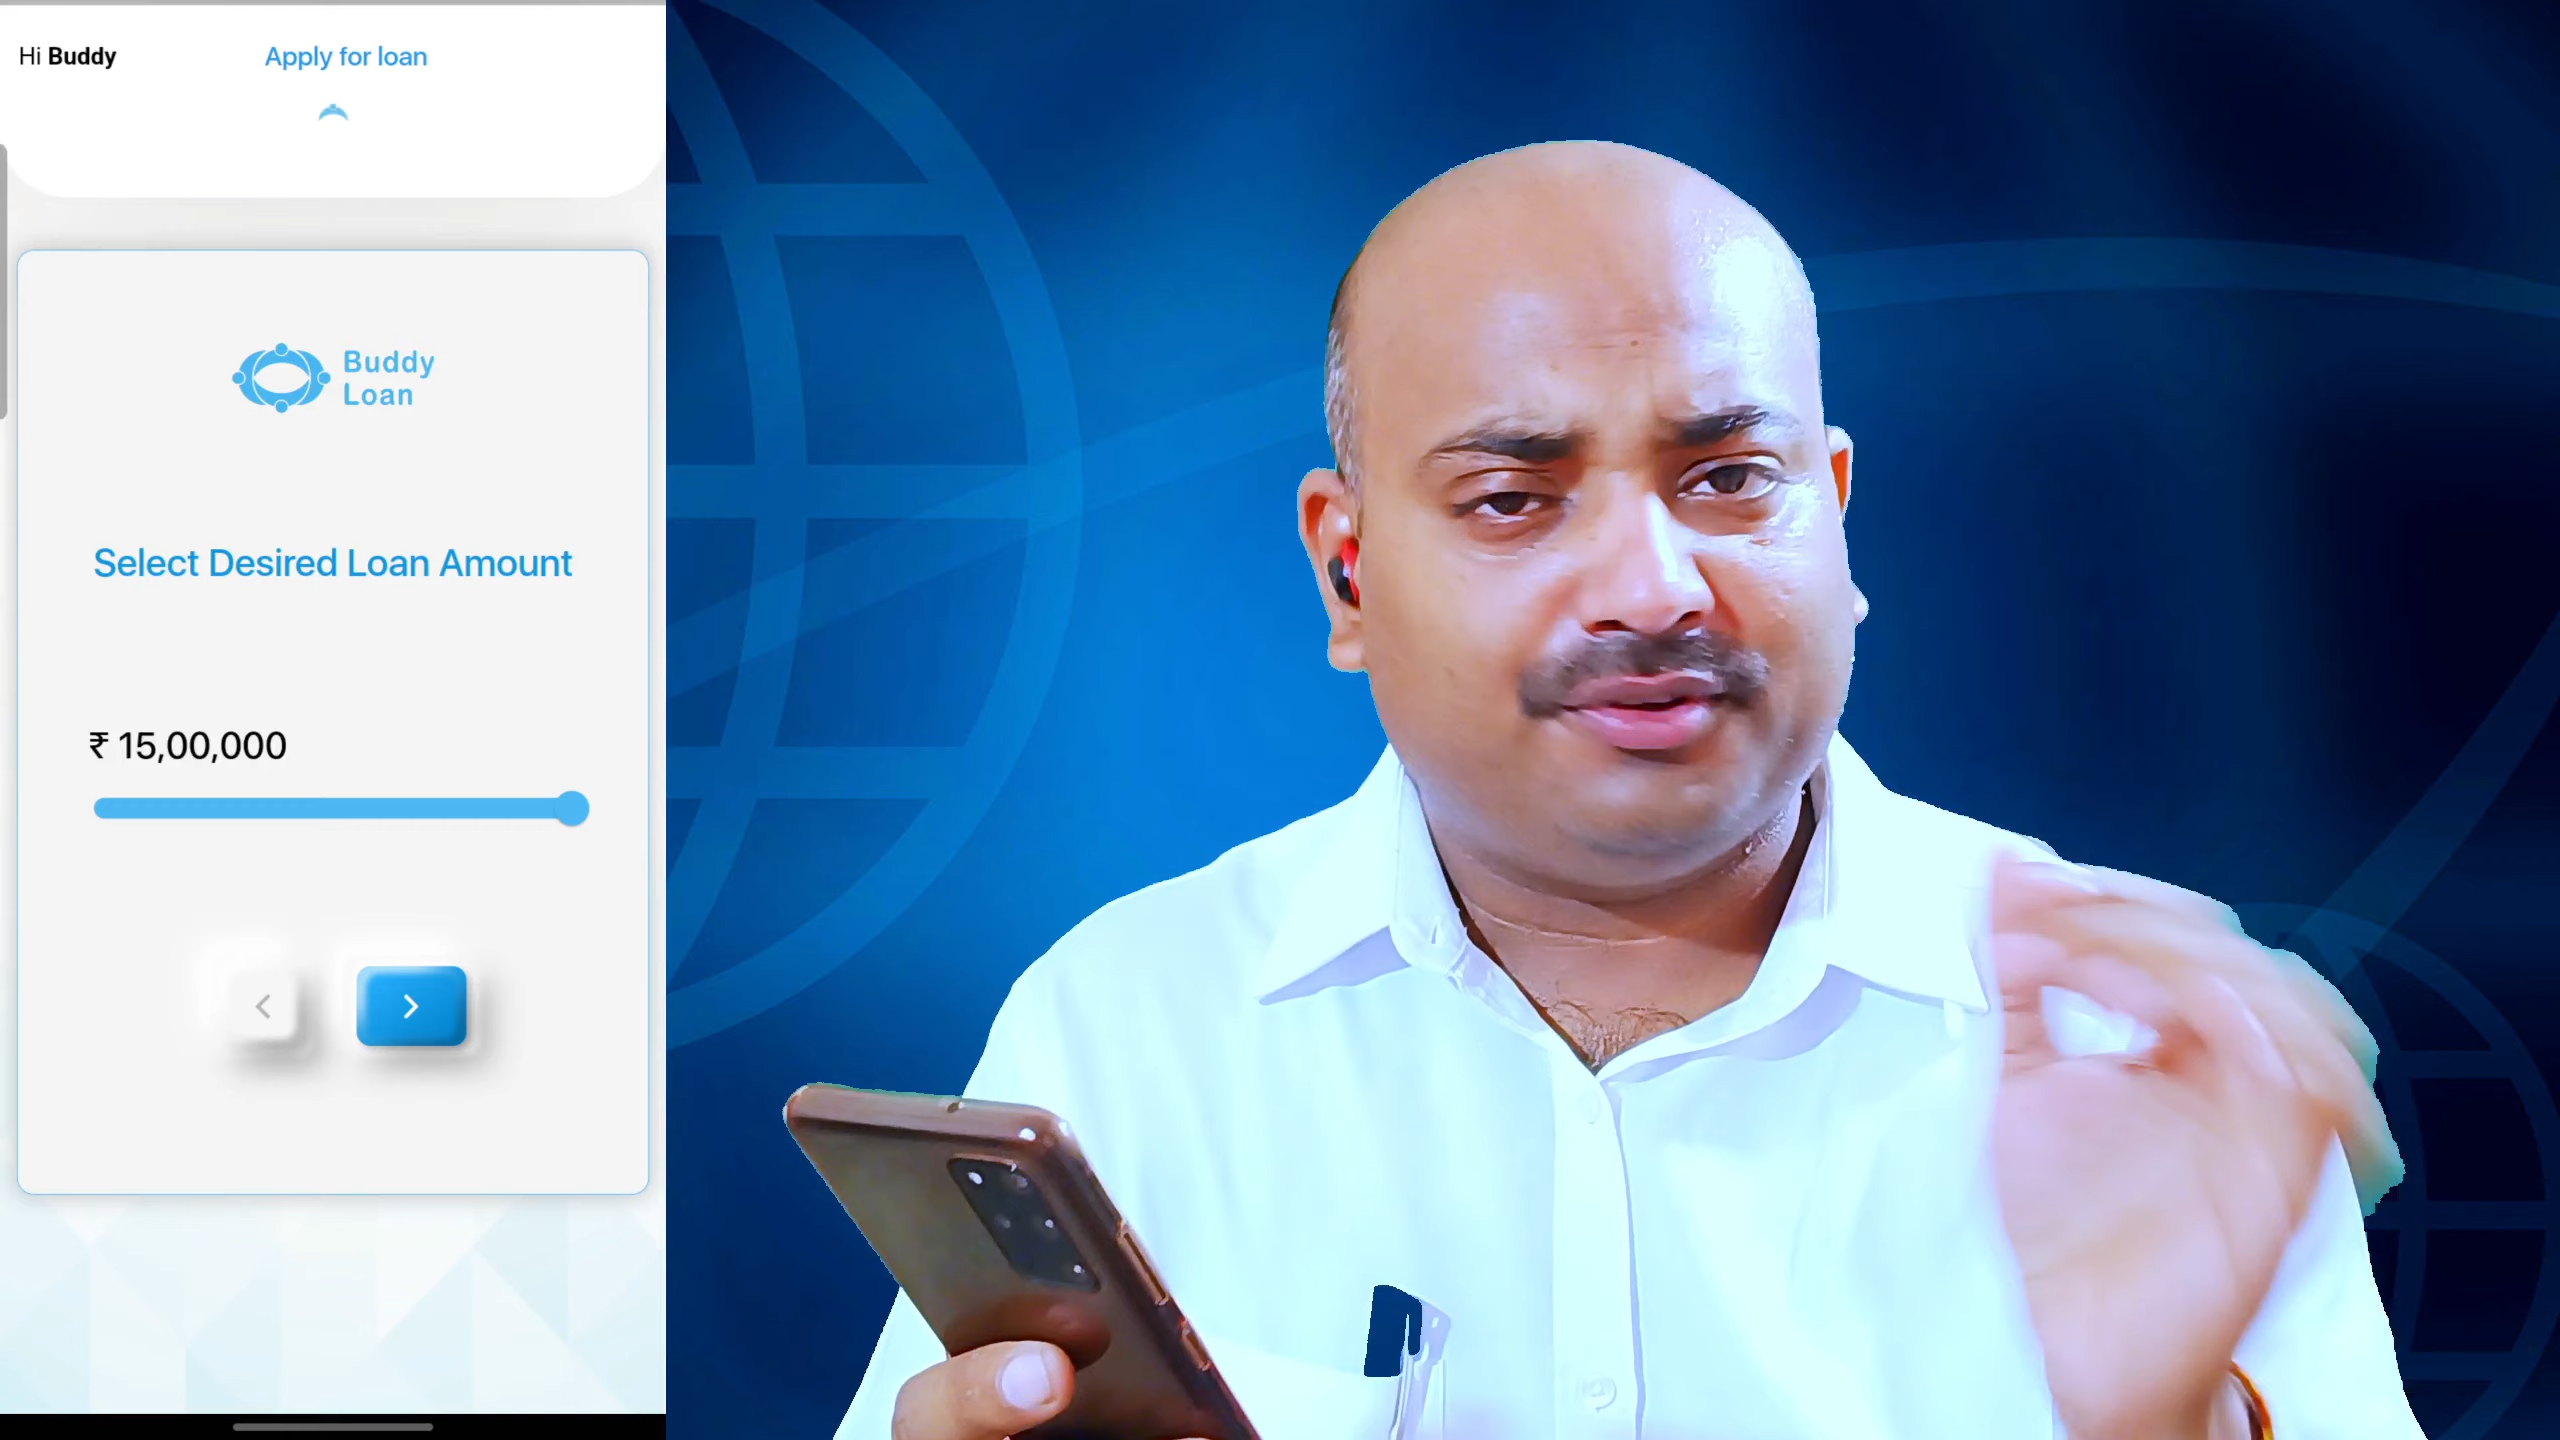 Hi Buddy
Apply for loan
Buddy
Loan
Select Desired Loan Amount
₹ 15,00,000